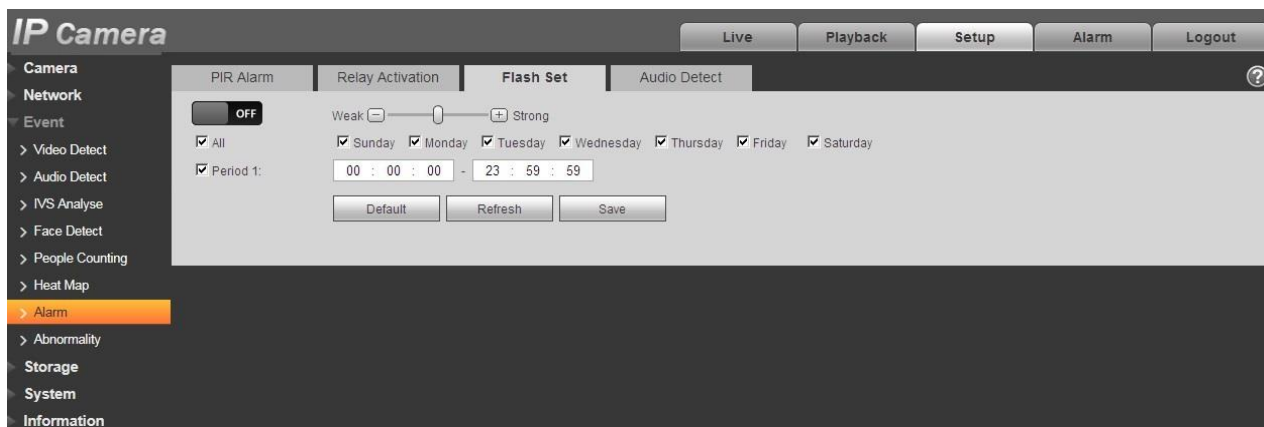 IP Camera
Live
Playback
Setup
Alarm
Logout
Camera
Network
Event
> Video Detect
> Audio Detect
> IVS Analyse
> Face Detect
> People Counting
> Heat Map
> Alarm
> Abnormality
Storage
System
Information
PIR Alarm
Relay Activation
Flash Set
Audio Detect
?
OFF
Weak - + Strong
All
Sunday Monday Tuesday Wednesday Thursday Friday Saturday
Period 1: 00 : 00 : 00 - 23 : 59 : 59
Default Refresh Save